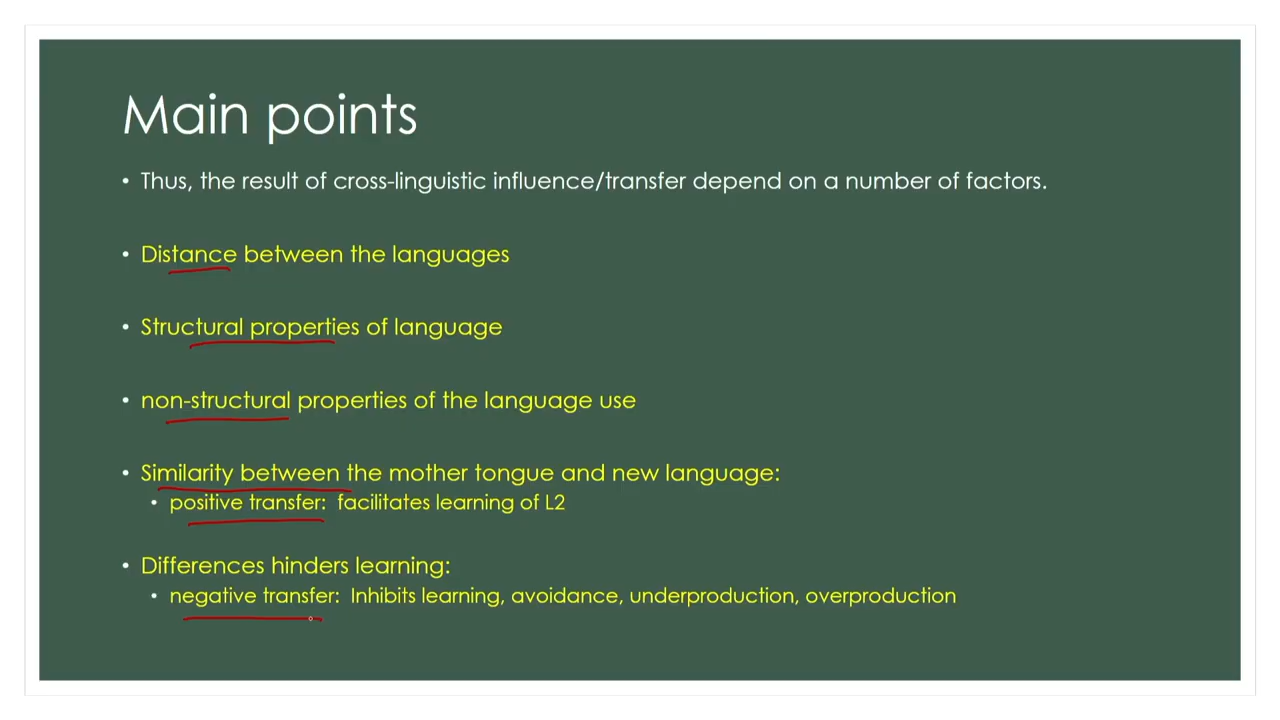 Main points
• Thus, the result of cross-linguistic influence/transfer depend on a number of factors.
• Distance between the languages
• Structural properties of language
• non-structural properties of the language use
• Similarity between the mother tongue and new language:
• positive transfer: facilitates learning of L2
• Differences hinders learning:
• negative transfer: Inhibits learning, avoidance, underproduction, overproduction